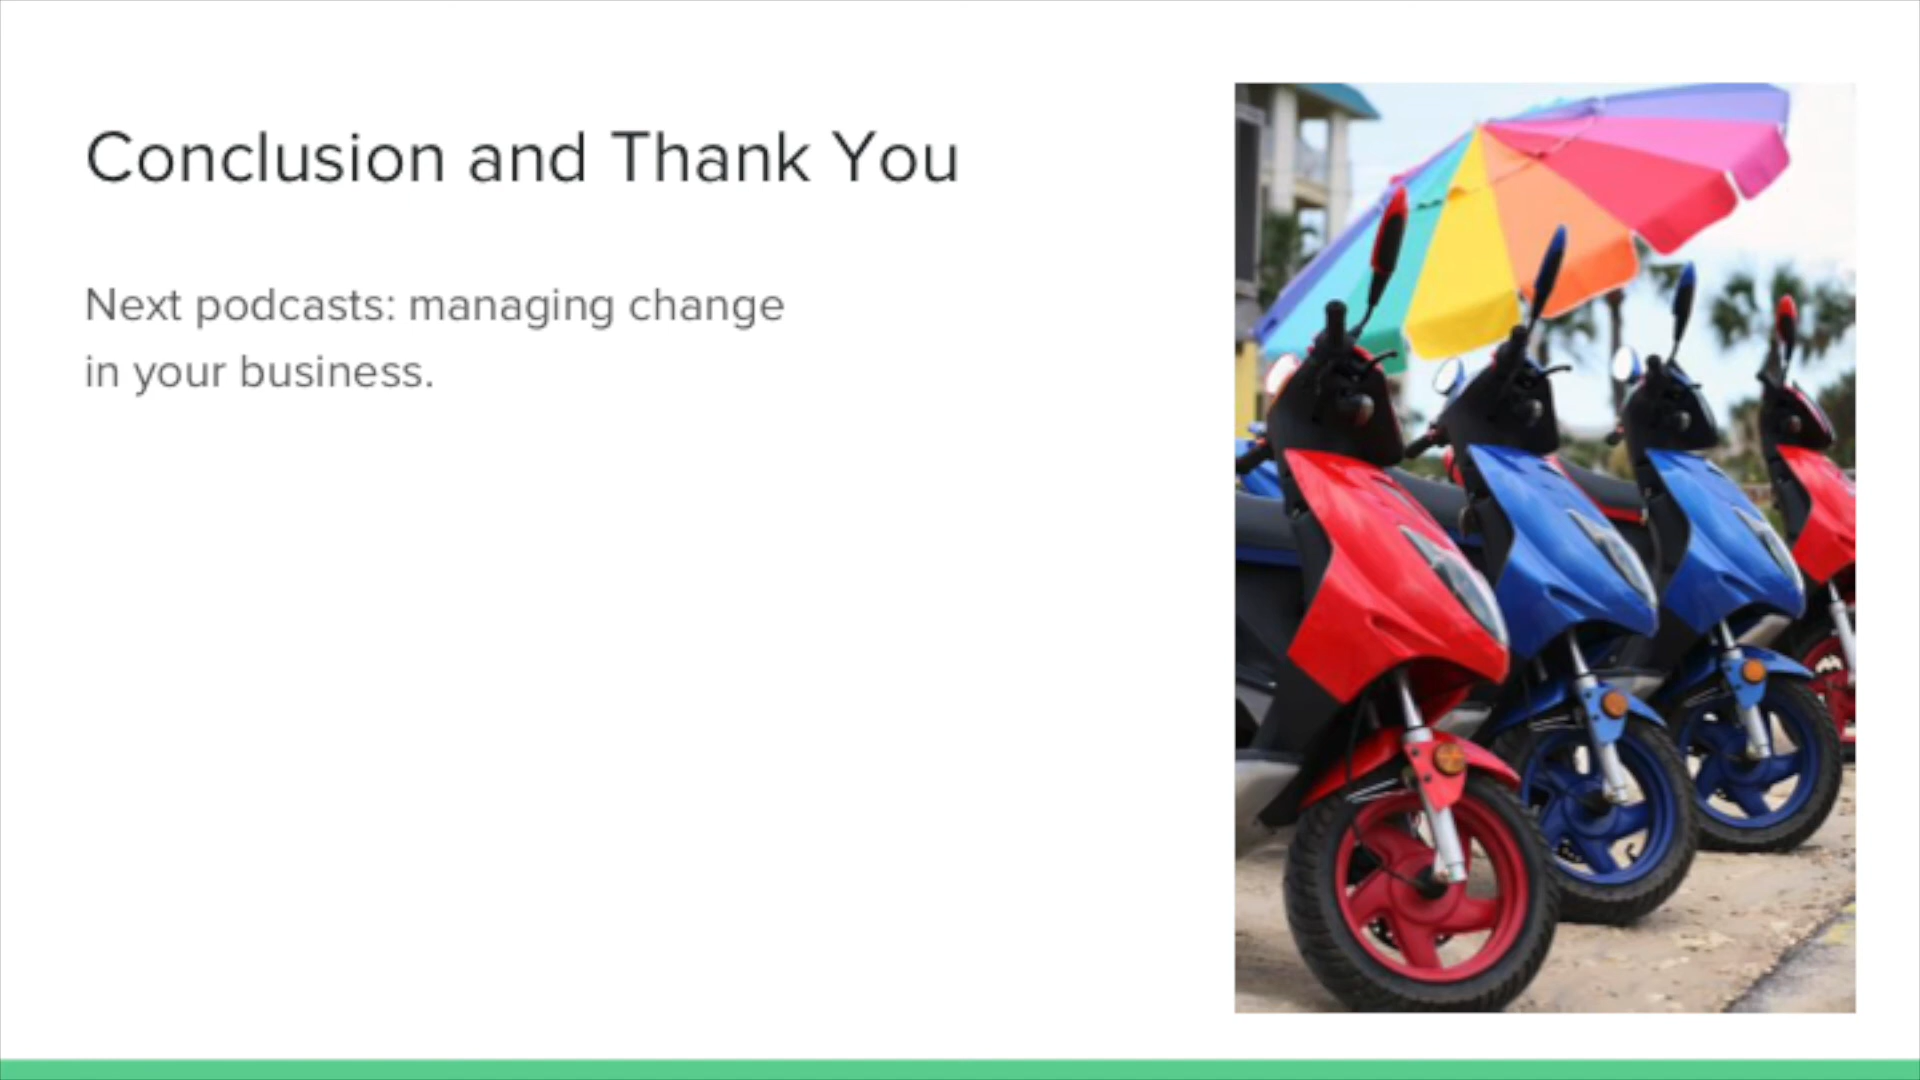 Conclusion and Thank You
Next podcasts: managing change
in your business.